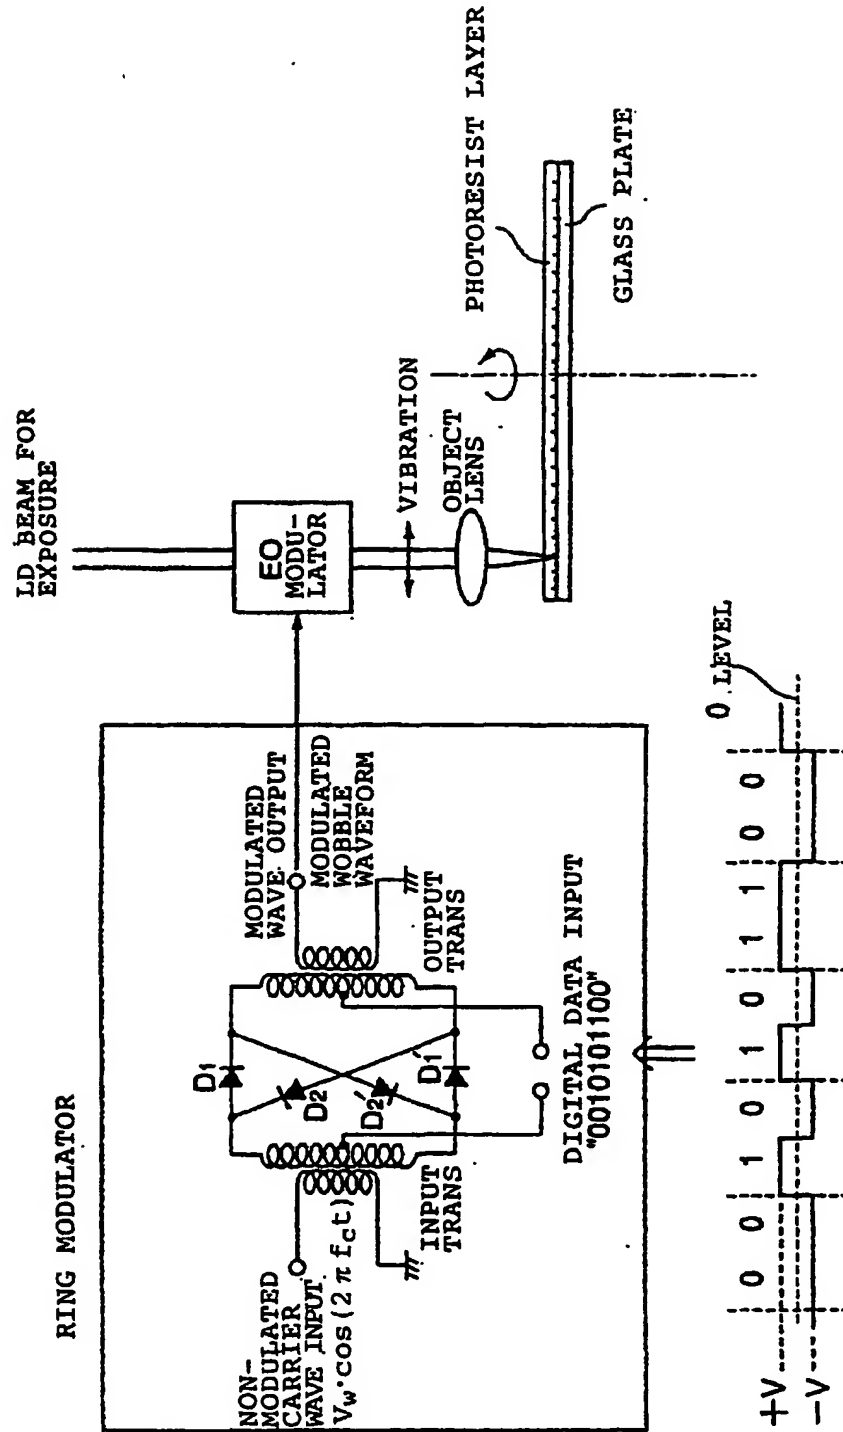 RING MODULATOR
NON-
MODULATED
CARRIER
WAVE INPUT
Vw·cos(2πfct)
INPUT
TRANS
D1
D2
D2'
D1'
MODULATED
WAVE OUTPUT
MODULATED
WOBBLE
WAVEFORM
OUTPUT
TRANS
DIGITAL DATA INPUT
"0010101100"
LD BEAM FOR
EXPOSURE
EO
MODU-
LATOR
VIBRATION
OBJECT
LENS
PHOTORESIST LAYER
GLASS PLATE
+V
-V
0 0 1 0 1 0 1 1 0 0
0 LEVEL